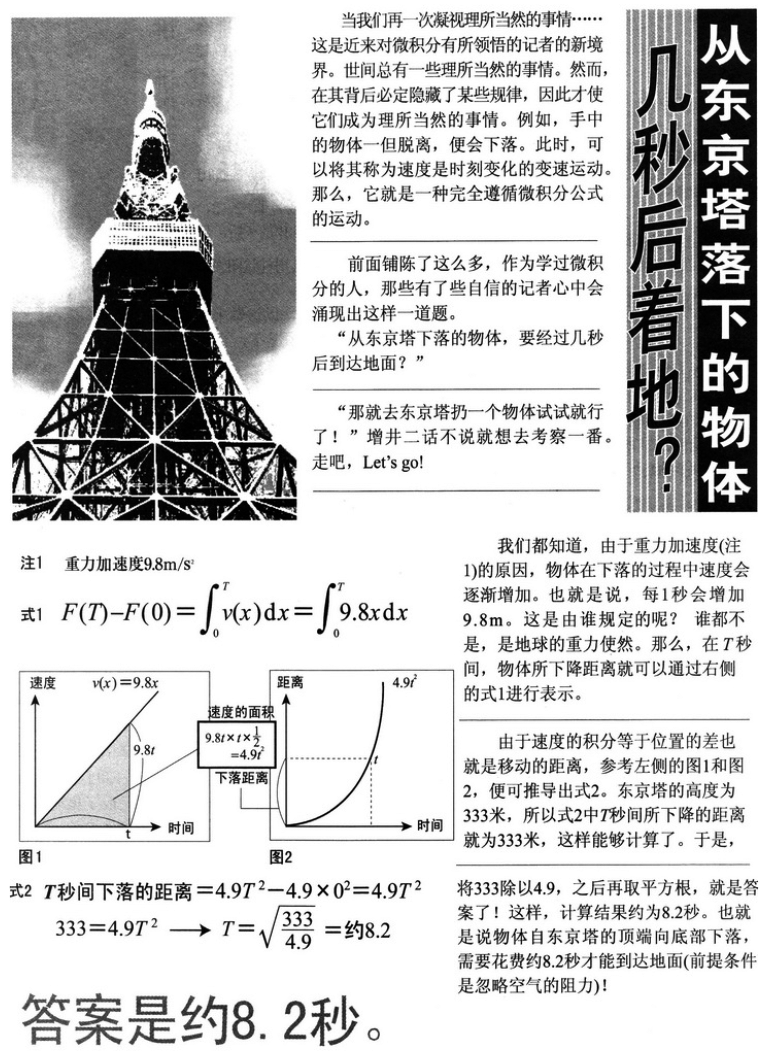 从东京塔落下的物体
几秒后着地？
当我们再一次凝视理所当然的事情……
这是近来对微积分有所领悟的记者的新境
界。世间总有一些理所当然的事情。然而，
在其背后必定隐藏了某些规律，因此才使
它们成为理所当然的事情。例如，手中
的物体一但脱离，便会下落。此时，可
以将其称为速度是时刻变化的变速运动。
那么，它就是一种完全遵循微积分公式
的运动。
前面铺陈了这么多，作为学过微积
分的人，那些有了些自信的记者心中会
涌现出这样一道题。
“从东京塔下落的物体，要经过几秒
后到达地面？”
“那就去东京塔扔一个物体试试就行
了！”增井二话不说就想去考察一番。
走吧，Let's go!
注1 重力加速度9.8m/s²
式1 F(T)−F(0)=∫₀ᵀv(x)dx=∫₀ᵀ9.8xdx
速度
v(x)=9.8x
9.8t
t
时间
图1
速度的面积
9.8t×t×½
=4.9t²
下落距离
距离
4.9t²
t
时间
图2
式2 T秒间下落的距离=4.9T²−4.9×0²=4.9T²
333=4.9T² → T=√(333/4.9) =约8.2
我们都知道，由于重力加速度(注
1)的原因，物体在下落的过程中速度会
逐渐增加。也就是说，每1秒会增加
9.8m。这是由谁规定的呢？ 谁都不
是，是地球的重力使然。那么，在T秒
间，物体所下降距离就可以通过右侧
的式1进行表示。
由于速度的积分等于位置的差也
就是移动的距离，参考左侧的图1和图
2，便可推导出式2。东京塔的高度为
333米，所以式2中T秒间所下降的距离
就为333米，这样能够计算了。于是，
将333除以4.9，之后再取平方根，就是答
案了！这样，计算结果约为8.2秒。也就
是说物体自东京塔的顶端向底部下落，
需要花费约8.2秒才能到达地面(前提条件
是忽略空气的阻力)！
答案是约8.2秒。